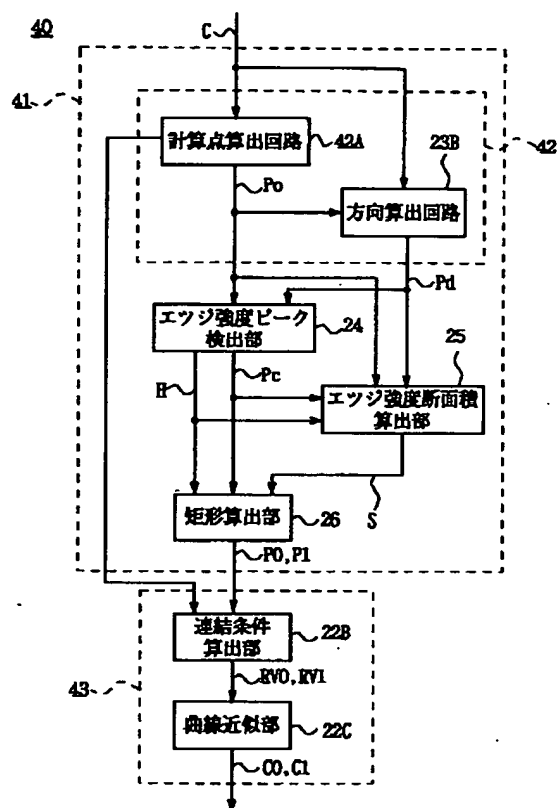 40
C
41
計算点算出回路
42A
42
23B
Po
方向算出回路
Pd
エツジ強度ピーク
検出部
24
25
H
Pc
エツジ強度断面積
算出部
S
矩形算出部
26
P0,P1
連結条件
算出部
22B
43
RV0,RV1
曲線近似部
22C
C0,C1